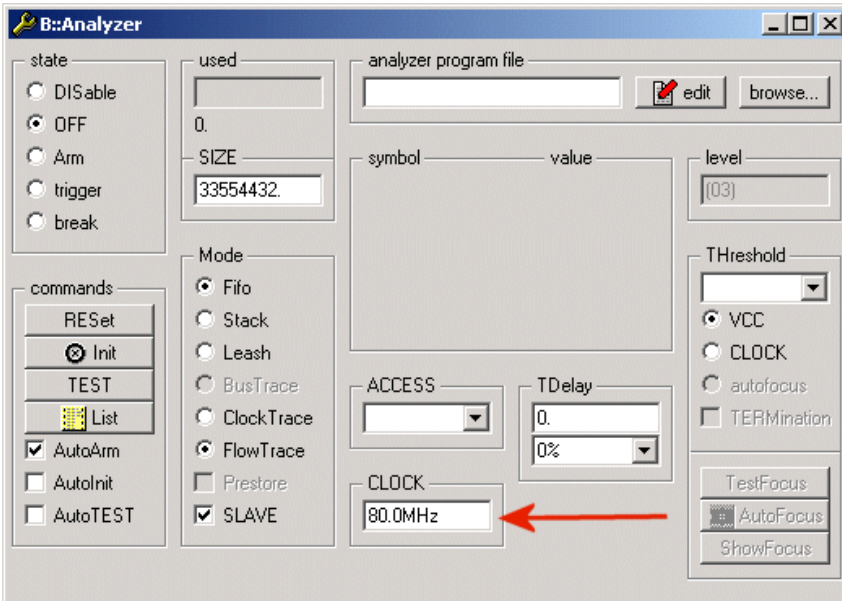 B::Analyzer
state
DISable
OFF
Arm
trigger
break
commands
RESet
Init
TEST
List
AutoArm
AutoInit
AutoTEST
used
0.
SIZE
33554432.
Mode
Fifo
Stack
Leash
BusTrace
ClockTrace
FlowTrace
Prestore
SLAVE
analyzer program file
edit
browse...
symbol value
ACCESS
CLOCK
80.0MHz
TDelay
0.
0%
level
(03)
THreshold
VCC
CLOCK
autofocus
TERMination
TestFocus
AutoFocus
ShowFocus